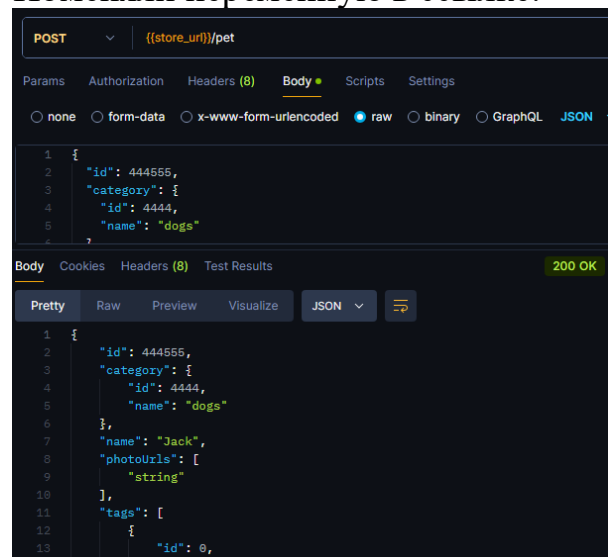 Поменяли переменную в
POST {{store_url}}/pet
Params Authorization Headers (8) Body Scripts Settings
none form-data x-www-form-urlencoded raw binary GraphQL JSON
1 {
2 "id": 444555,
3 "category": {
4 "id": 4444,
5 "name": "dogs"
6 }
Body Cookies Headers (8) Test Results 200 OK
Pretty Raw Preview Visualize JSON
1 {
2 "id": 444555,
3 "category": {
4 "id": 4444,
5 "name": "dogs"
6 },
7 "name": "Jack",
8 "photoUrls": [
9 "string"
10 ],
11 "tags": [
12 {
13 "id": 0,